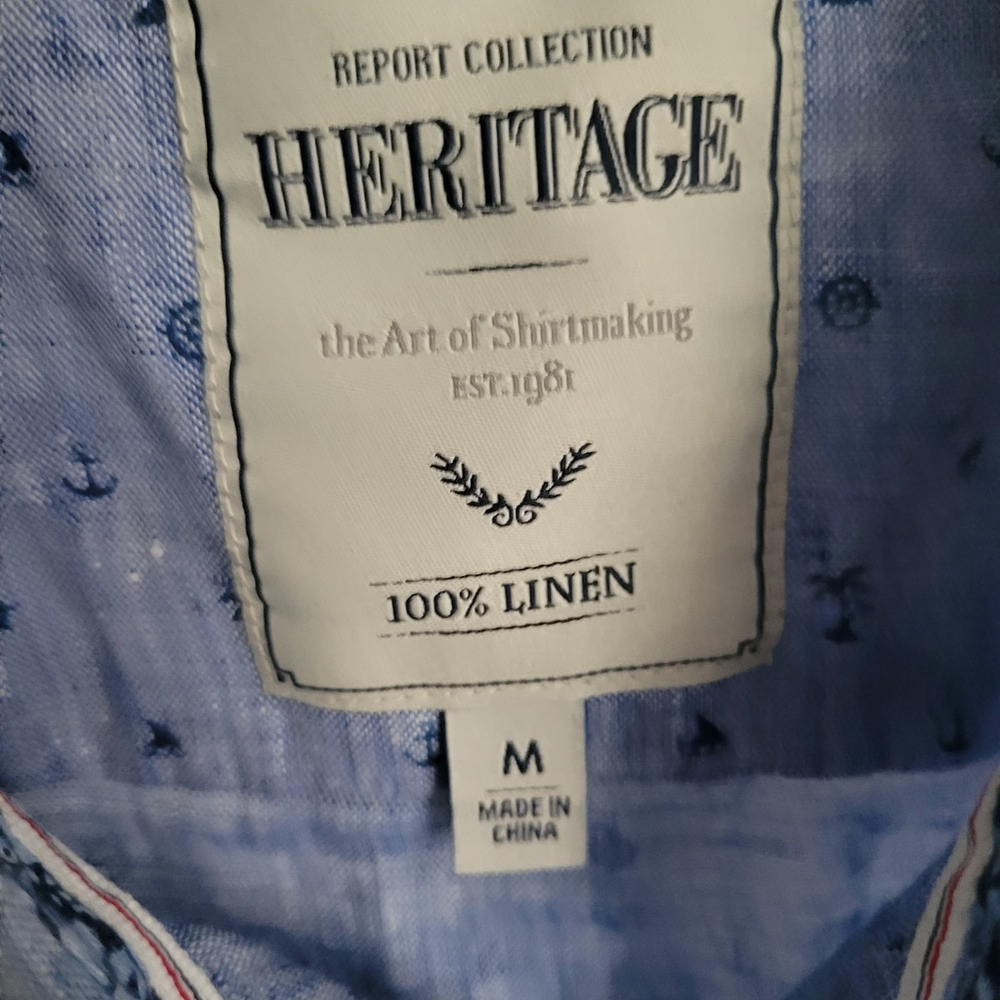 REPORT COLLECTION
HERITAGE
the Art of Shirtmaking
EST.1981
100% LINEN
M
MADE IN
CHINA